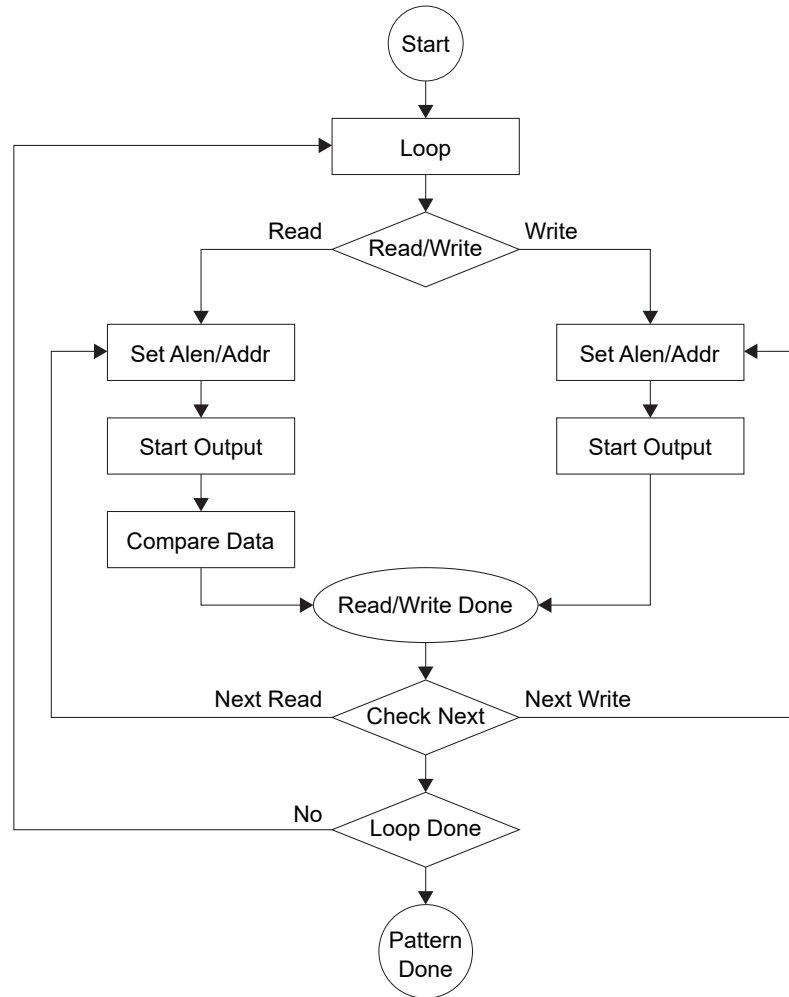 Start
Loop
Read
Read/Write
Write
Set Alen/Addr
Set Alen/Addr
Start Output
Start Output
Compare Data
Read/Write Done
Next Read
Check Next
Next Write
No
Loop Done
Pattern
Done